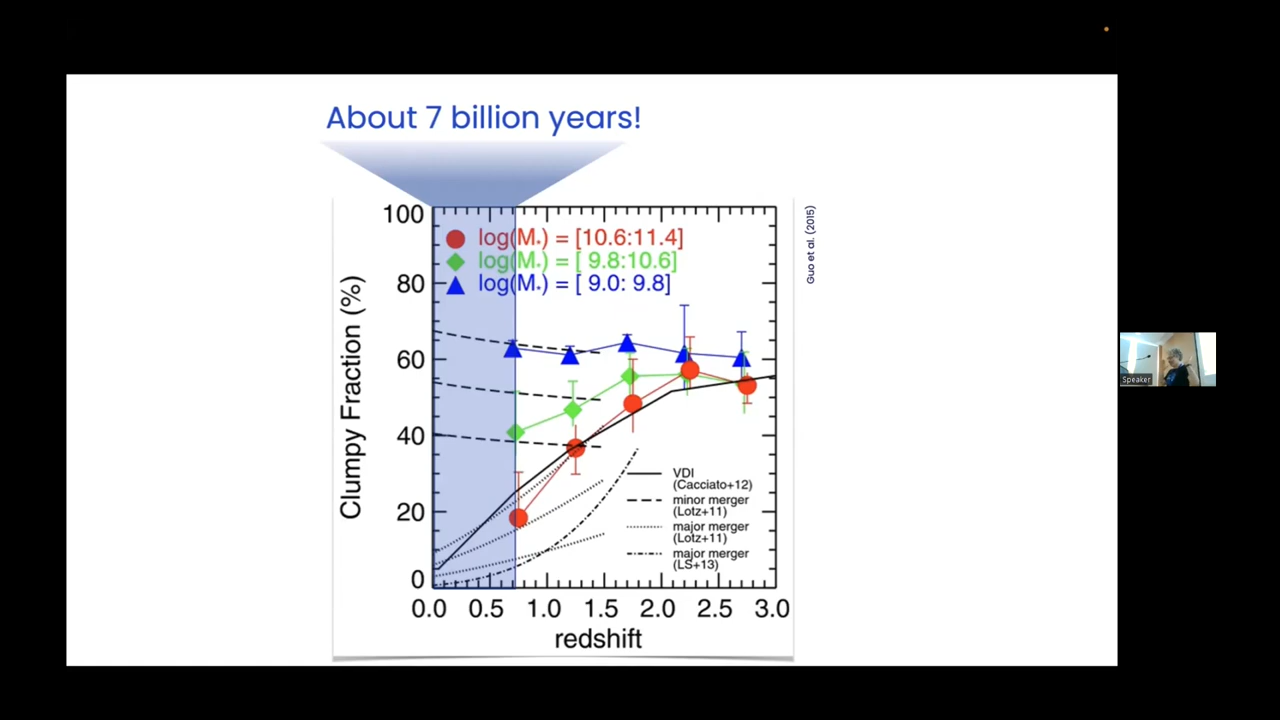 About 7 billion years!
100
80
60
40
20
0
0.0 0.5 1.0 1.5 2.0 2.5 3.0
redshift
Clumpy Fraction (%)
log(M*) = [10.6:11.4]
log(M*) = [ 9.8:10.6]
log(M*) = [ 9.0: 9.8]
VDI
(Cacciato+12)
minor merger
(Lotz+11)
major merger
(Lotz+11)
major merger
(LS+13)
Guo et al. (2015)
Speaker